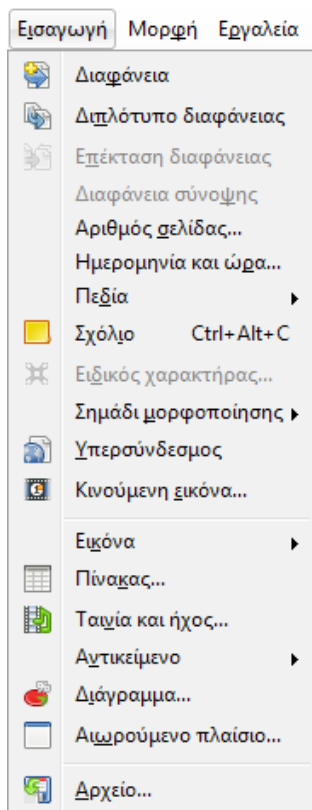 Εισαγωγή Μορφή Εργαλεία
Διαφάνεια
Διπλότυπο διαφάνειας
Επέκταση διαφάνειας
Διαφάνεια σύνοψης
Αριθμός σελίδας...
Ημερομηνία και ώρα...
Πεδία
Σχόλιο Ctrl+Alt+C
Ειδικός χαρακτήρας...
Σημάδι μορφοποίησης
Υπερσύνδεσμος
Κινούμενη εικόνα...
Εικόνα
Πίνακας...
Ταινία και ήχος...
Αντικείμενο
Διάγραμμα...
Αιωρούμενο πλαίσιο...
Αρχείο...